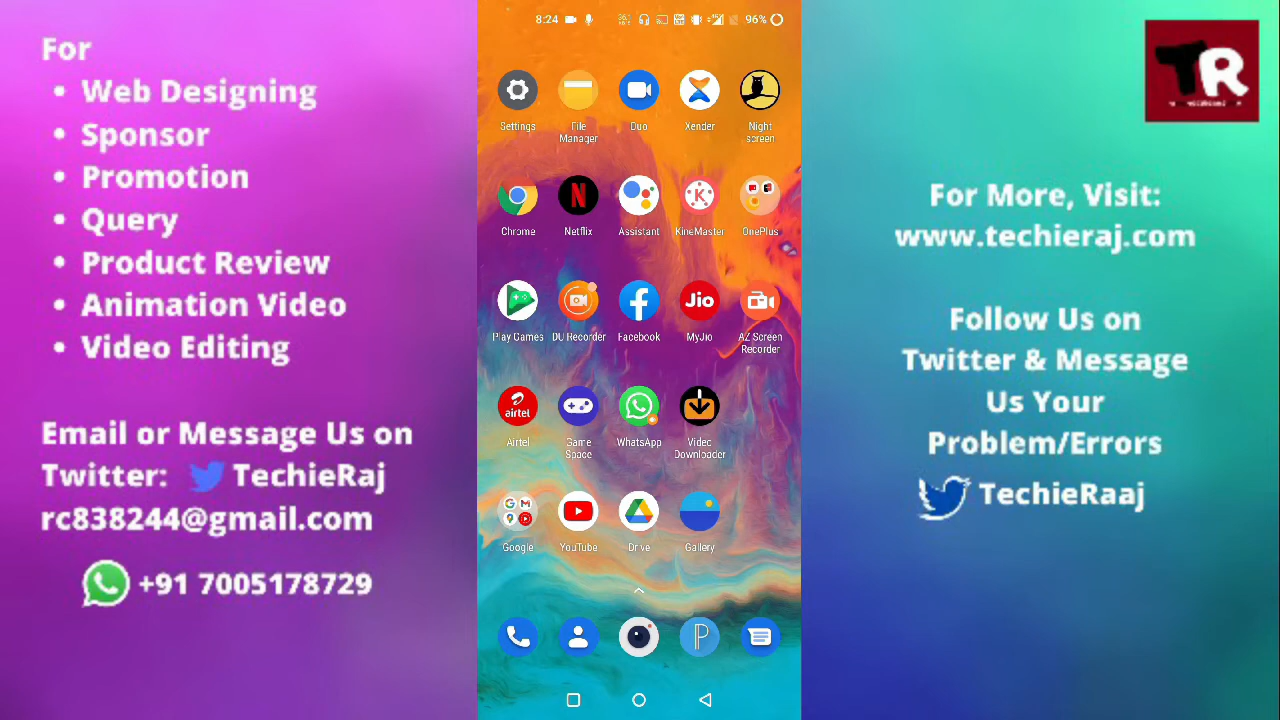 For
• Web Designing
• Sponsor
• Promotion
• Query
• Product Review
• Animation Video
• Video Editing
Email or Message Us on
Twitter: TechieRaj
rc838244@gmail.com
+91 7005178729
8:24 96%
Settings File Manager Duo Xender Night screen
Chrome Netflix Assistant KineMaster OnePlus
Jio
Play Games DU Recorder Facebook MyJio AZ Screen Recorder
airtel
Airtel Game Space WhatsApp Video Downloader
Google YouTube Drive Gallery
TR
For More, Visit:
www.techieraj.com
Follow Us on
Twitter & Message
Us Your
Problem/Errors
TechieRaaj